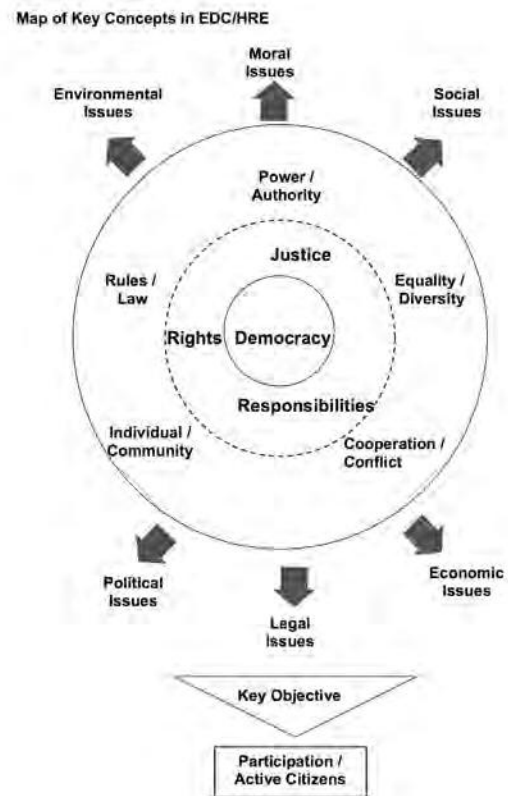 Map of Key Concepts in EDC/HRE
Moral
Issues
Environmental
Issues
Social
Issues
Power /
Authority
Justice
Rules /
Law
Equality /
Diversity
Rights
Democracy
Responsibilities
Individual /
Community
Cooperation /
Conflict
Political
Issues
Economic
Issues
Legal
Issues
Key Objective
Participation /
Active Citizens